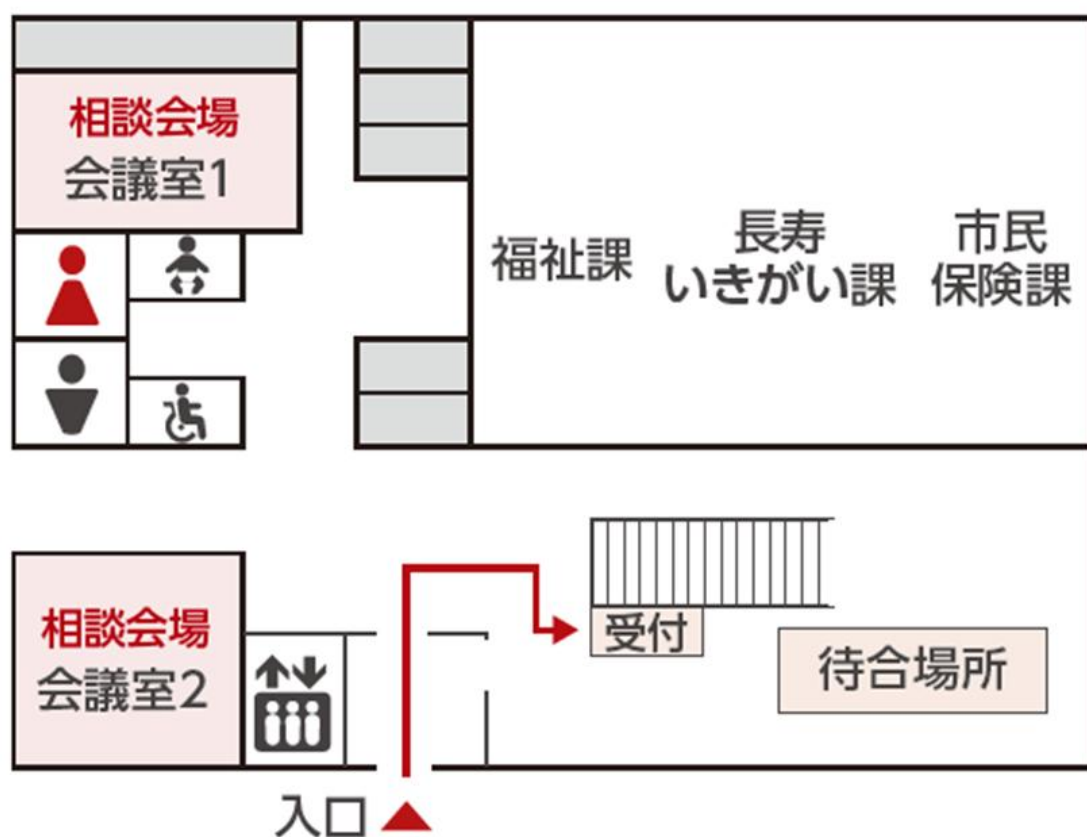 相談会場
会議室1
福祉課
長寿
いきがい課
市民
保険課
相談会場
会議室2
受付
待合場所
入口